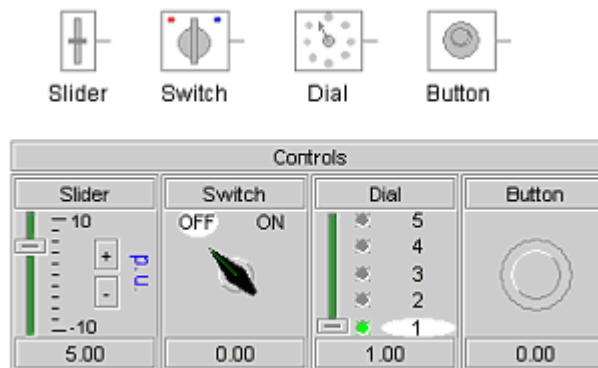 Slider Switch Dial Button
Controls
Slider Switch Dial Button
10 OFF ON 5
4
+ p.u. 3
- 2
-10 1
5.00 0.00 1.00 0.00